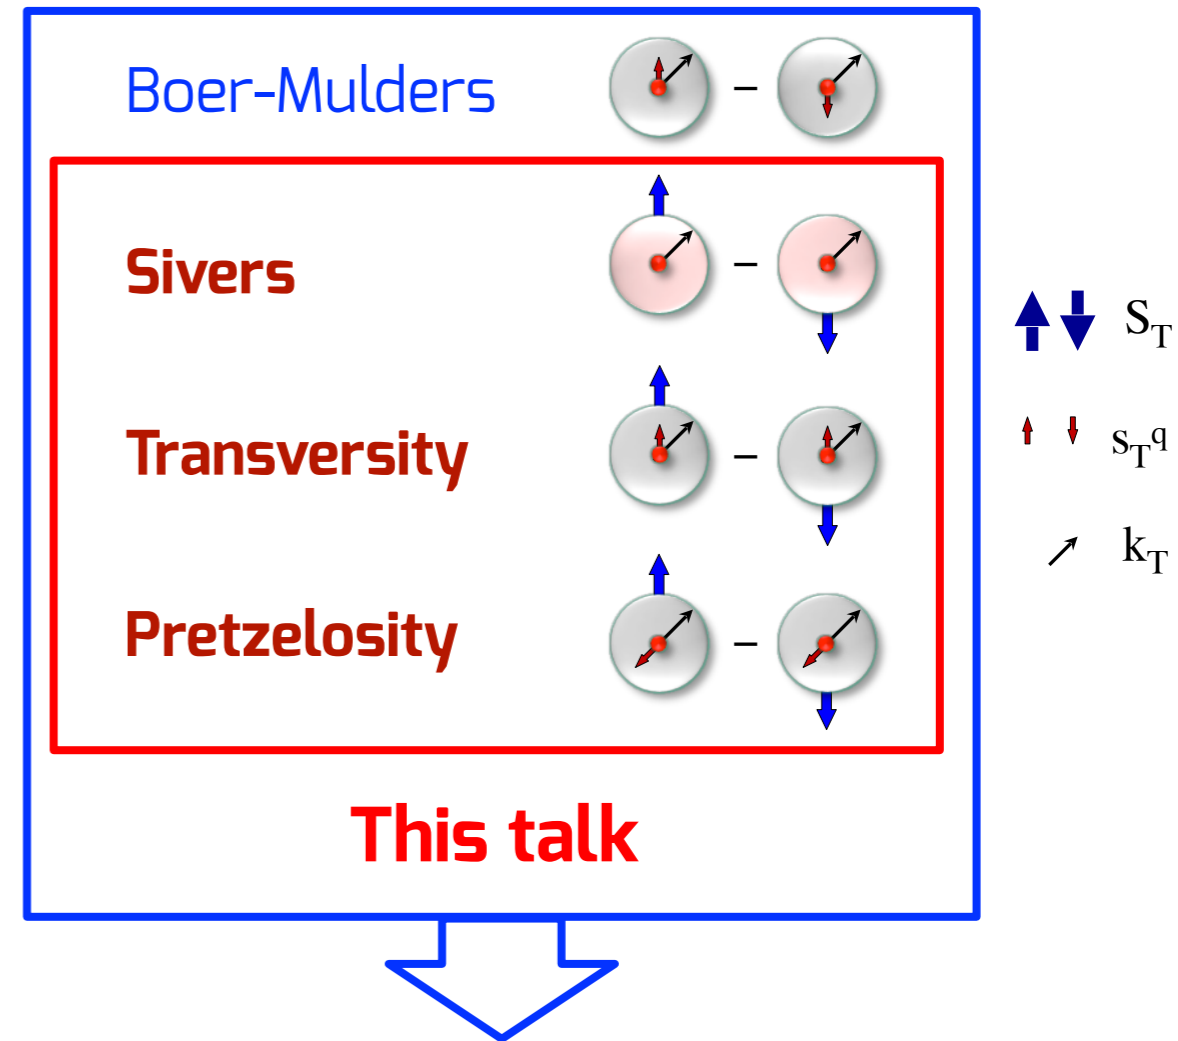 Boer-Mulders –
Sivers –
Transversity –
Pretzelosity –
This talk
S_T
s_T^q
k_T